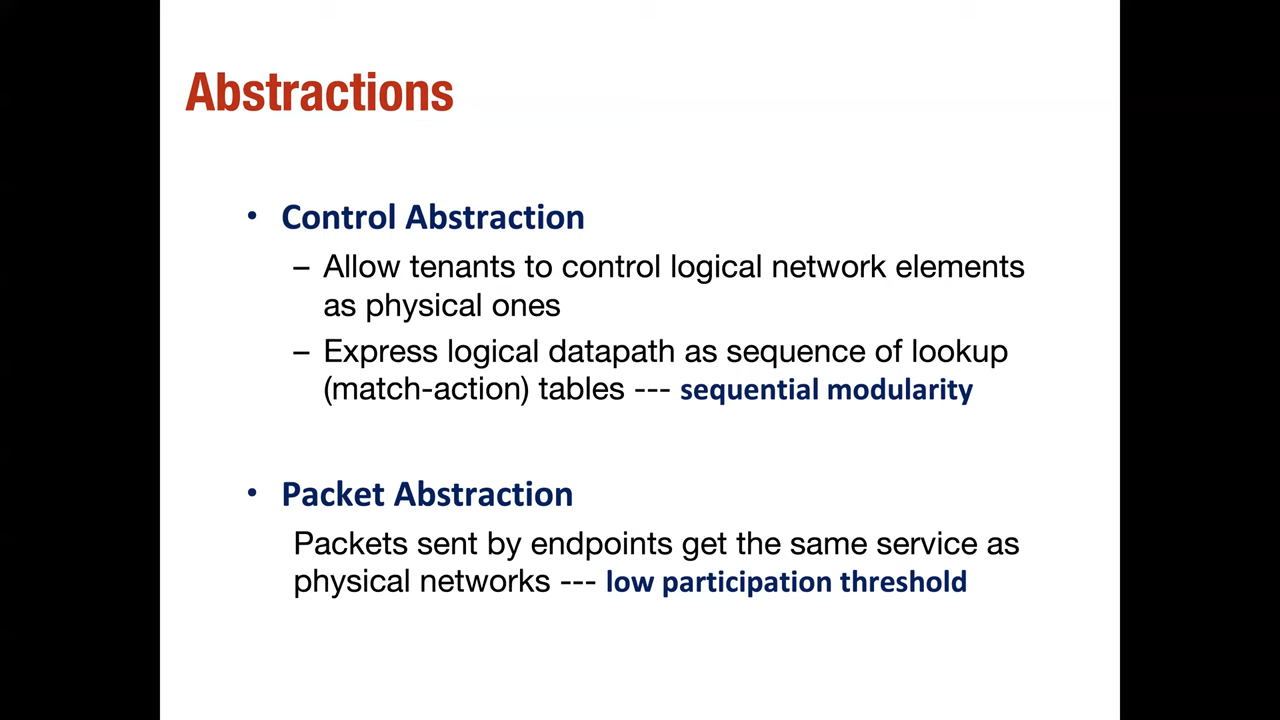 Abstractions
• Control Abstraction
– Allow tenants to control logical network elements
as physical ones
– Express logical datapath as sequence of lookup
(match-action) tables --- sequential modularity
• Packet Abstraction
Packets sent by endpoints get the same service as
physical networks --- low participation threshold